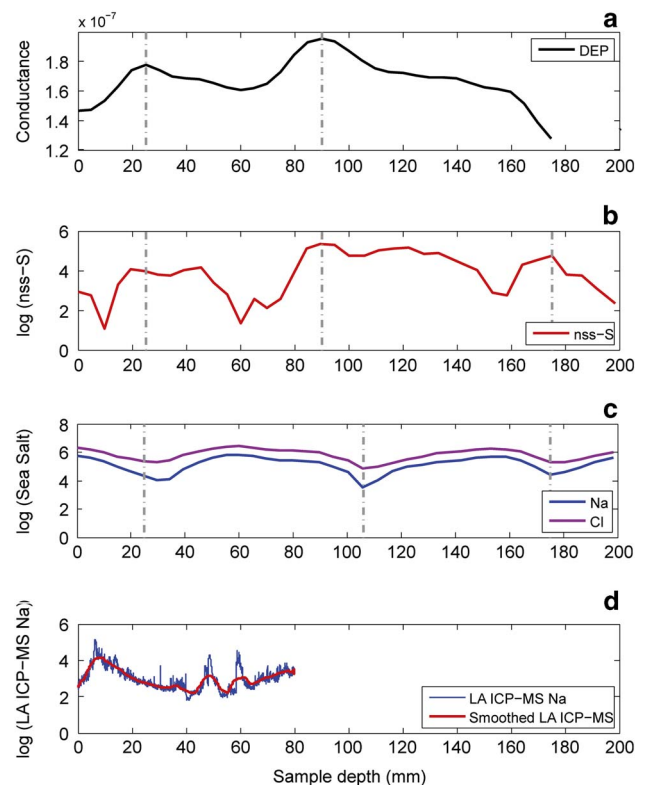 x 10⁻⁷
a
DEP
Conductance
1.8
1.6
1.4
1.2
0 20 40 60 80 100 120 140 160 180 200
b
log (nss−S)
6
4
2
0
nss−S
0 20 40 60 80 100 120 140 160 180 200
c
log (Sea Salt)
8
6
4
2
0
Na
Cl
0 20 40 60 80 100 120 140 160 180 200
d
log (LA ICP−MS Na)
6
4
2
0
LA ICP−MS Na
Smoothed LA ICP−MS
0 20 40 60 80 100 120 140 160 180 200
Sample depth (mm)